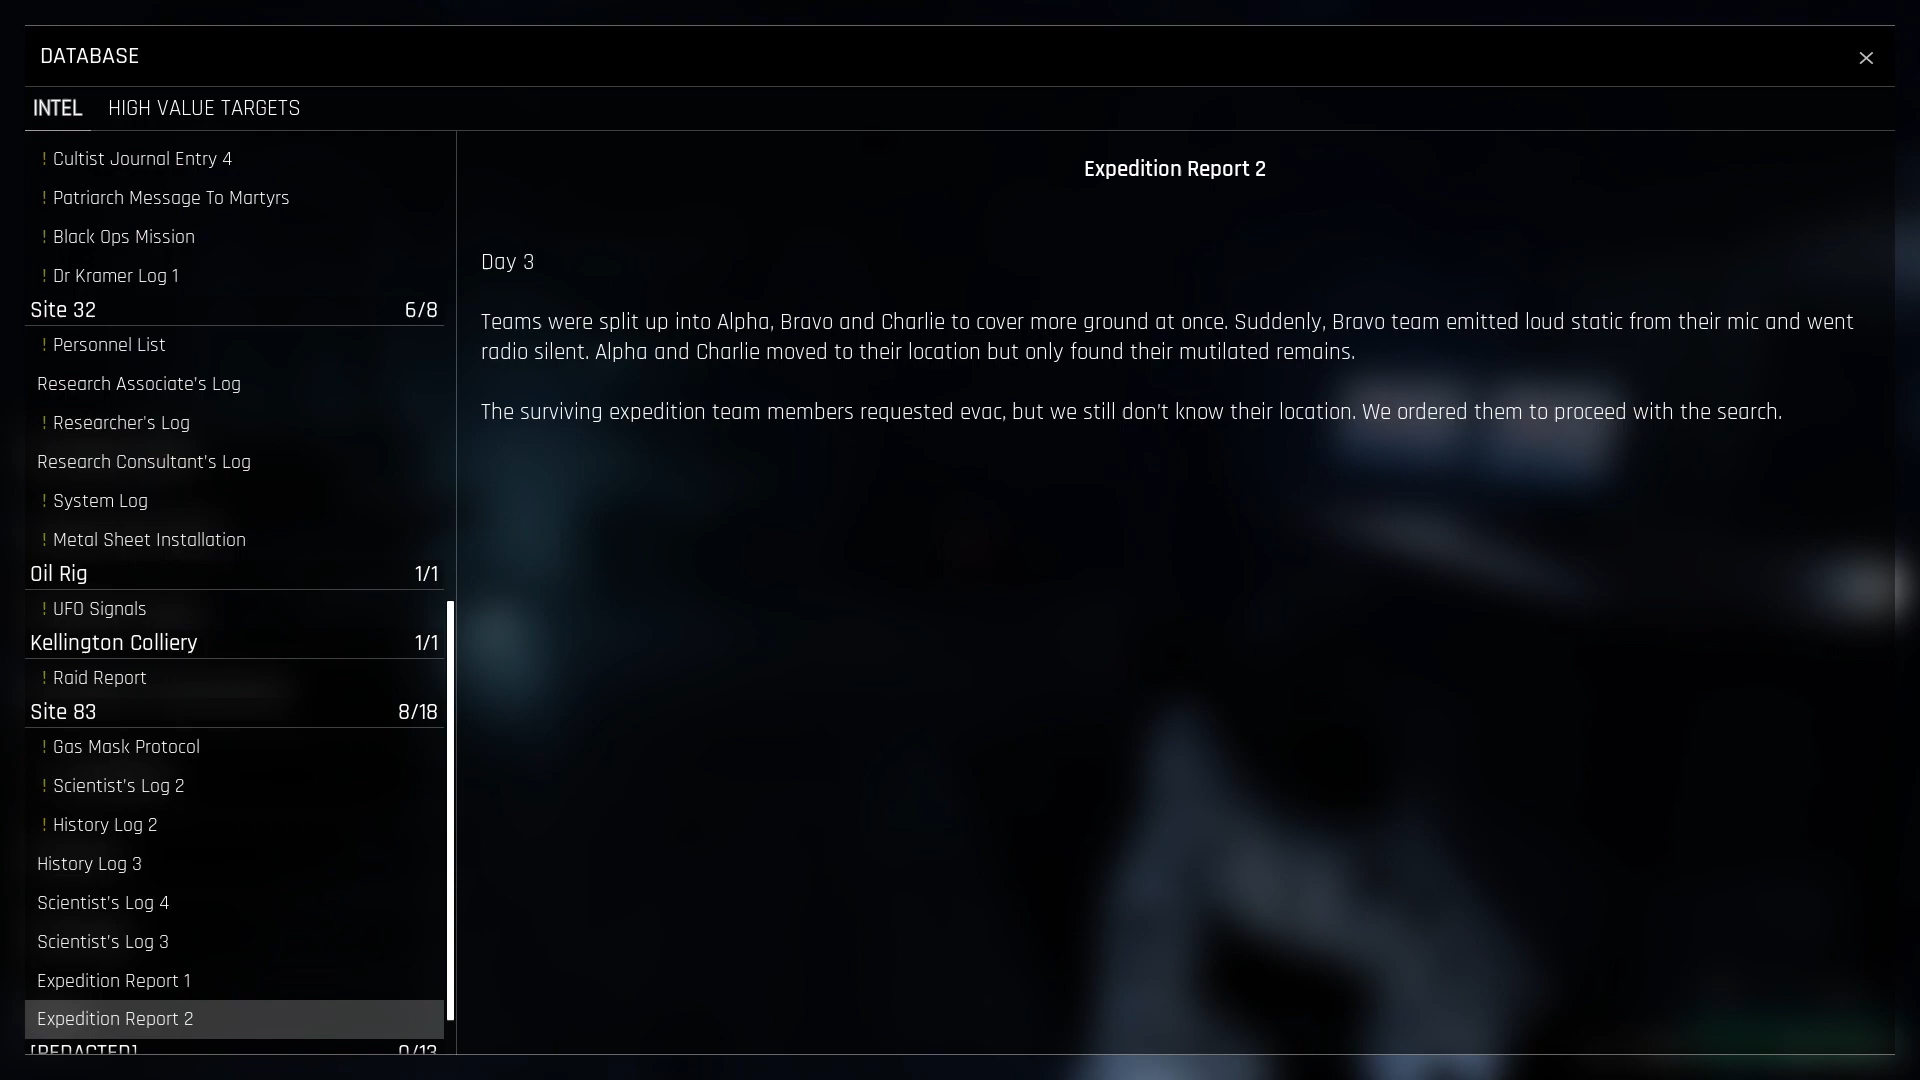 DATABASE
INTEL
HIGH VALUE TARGETS
! Cultist Journal Entry 4
! Patriarch Message To Martyrs
! Black Ops Mission
! Dr Kramer Log 1
Site 32 6/8
! Personnel List
Research Associate's Log
! Researcher's Log
Research Consultant's Log
! System Log
! Metal Sheet Installation
Oil Rig 1/1
! UFO Signals
Kellington Colliery 1/1
! Raid Report
Site 83 8/18
! Gas Mask Protocol
! Scientist's Log 2
! History Log 2
History Log 3
Scientist's Log 4
Scientist's Log 3
Expedition Report 1
Expedition Report 2
[REDACTED] 0/13
Expedition Report 2
Day 3
Teams were split up into Alpha, Bravo and Charlie to cover more ground at once. Suddenly, Bravo team emitted loud static from their mic and went
radio silent. Alpha and Charlie moved to their location but only found their mutilated remains.
The surviving expedition team members requested evac, but we still don't know their location. We ordered them to proceed with the search.